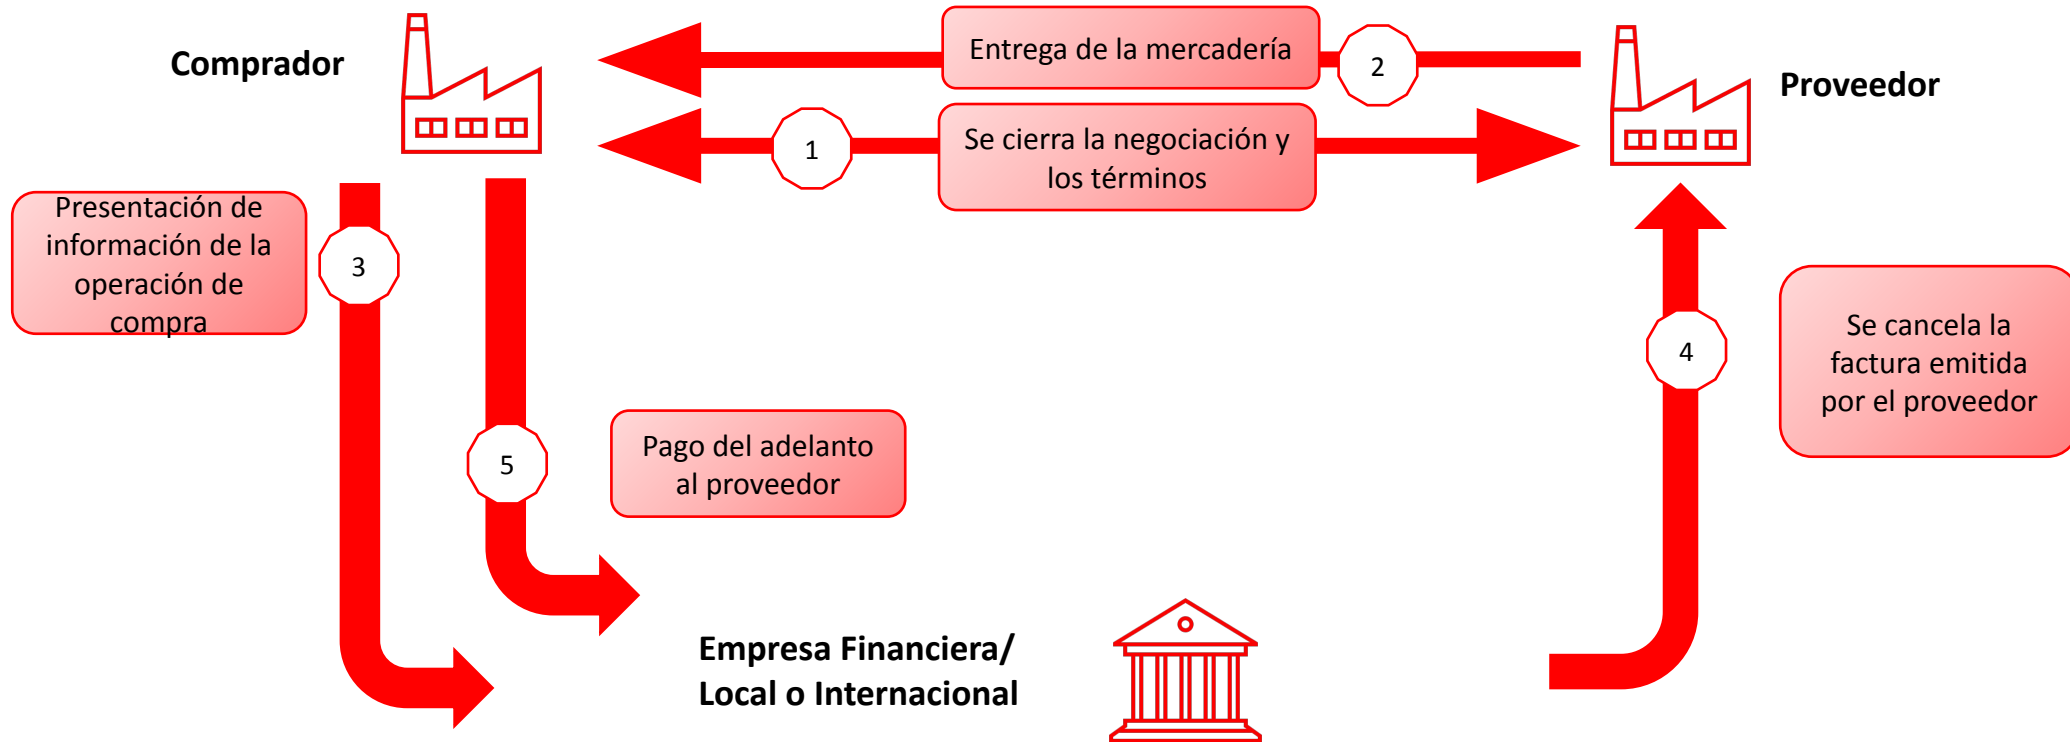 Comprador
Entrega de la mercadería
2
Proveedor
1
Se cierra la negociación y
los términos
Presentación de
información de la
operación de
compra
3
4
Se cancela la
factura emitida
por el proveedor
5
Pago del adelanto
al proveedor
Empresa Financiera/
Local o Internacional